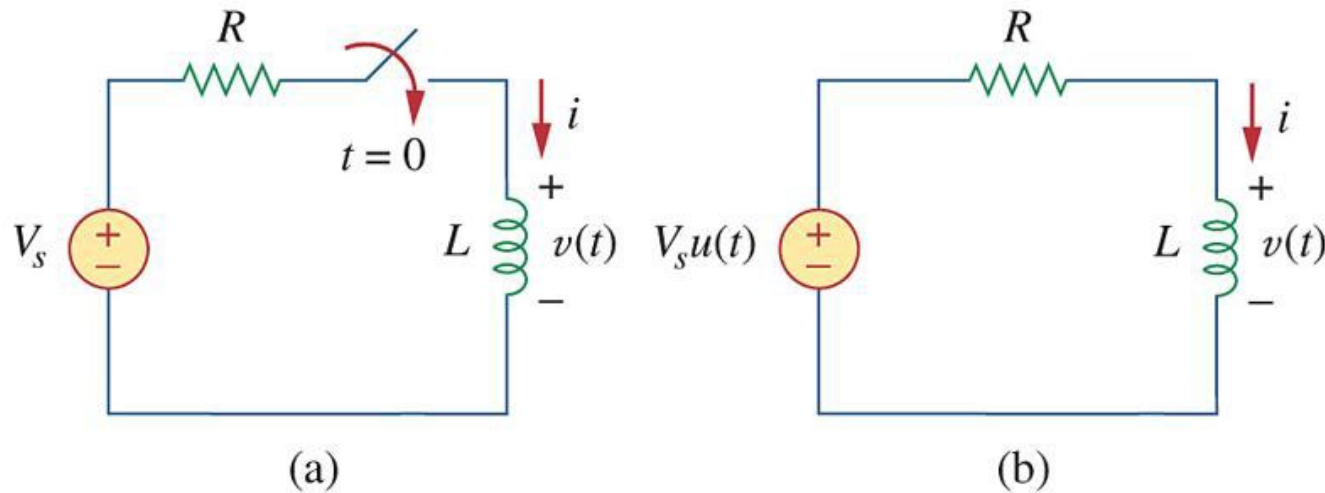 R
t = 0
i
V_s
+
−
L
+
v(t)
−
(a)
R
i
V_s u(t)
+
−
L
+
v(t)
−
(b)